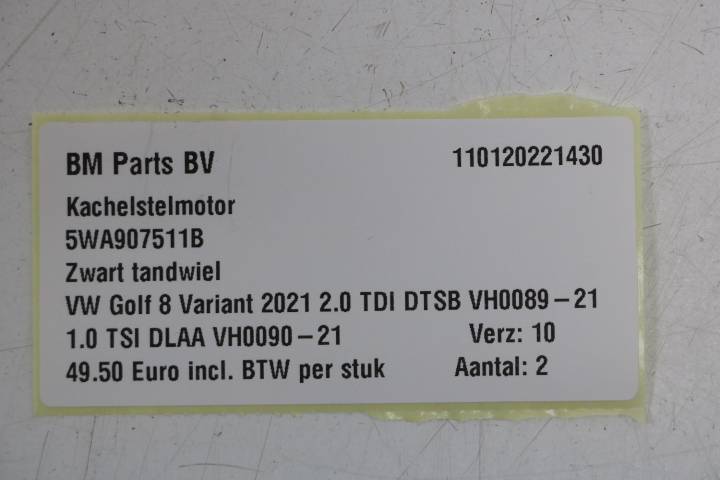 BM Parts BV 110120221430
Kachelstelmotor
5WA907511B
Zwart tandwiel
VW Golf 8 Variant 2021 2.0 TDI DTSB VH0089-21
1.0 TSI DLAA VH0090-21 Verz: 10
49.50 Euro incl. BTW per stuk Aantal: 2